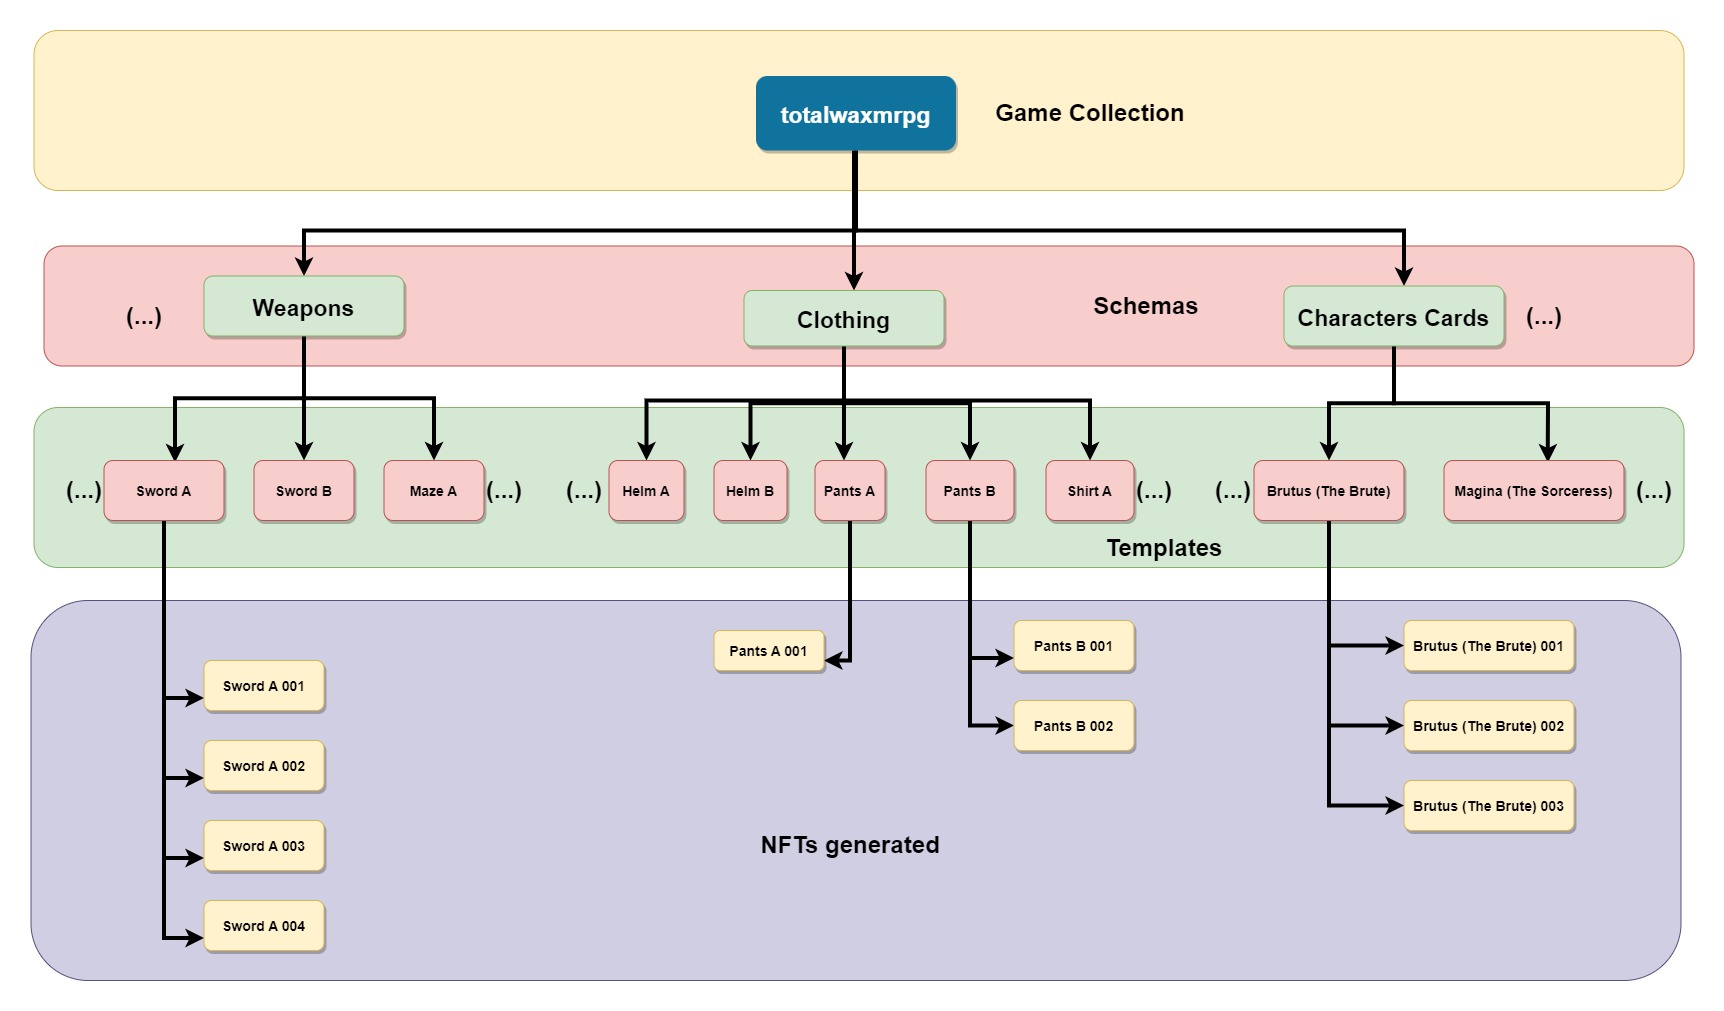 totalwaxmrpg
Game Collection
(...)
Weapons
Clothing
Schemas
Characters Cards
(...)
(...)
Sword A
Sword B
Maze A
(...)
(...)
Helm A
Helm B
Pants A
Pants B
Shirt A
(...)
(...)
Brutus (The Brute)
Magina (The Sorceress)
(...)
Templates
Sword A 001
Sword A 002
Sword A 003
Sword A 004
Pants A 001
Pants B 001
Pants B 002
Brutus (The Brute) 001
Brutus (The Brute) 002
Brutus (The Brute) 003
NFTs generated